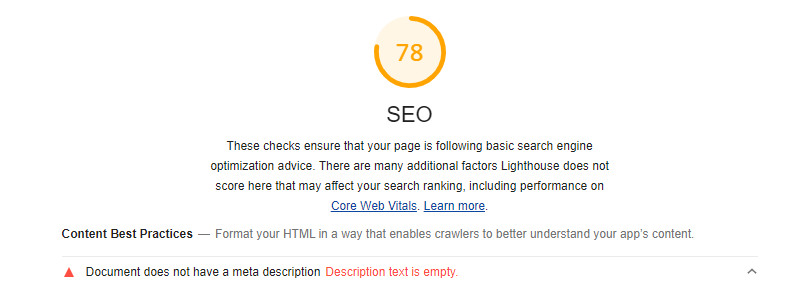 78
SEO
These checks ensure that your page is following basic search engine
optimization advice. There are many additional factors Lighthouse does not
score here that may affect your search ranking, including performance on
Core Web Vitals. Learn more.
Content Best Practices — Format your HTML in a way that enables crawlers to better understand your app's content.
Document does not have a meta description Description text is empty.